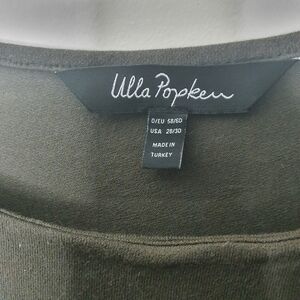 Ulla Popken
D/EU 58/60
USA 28/30
MADE IN
TURKEY